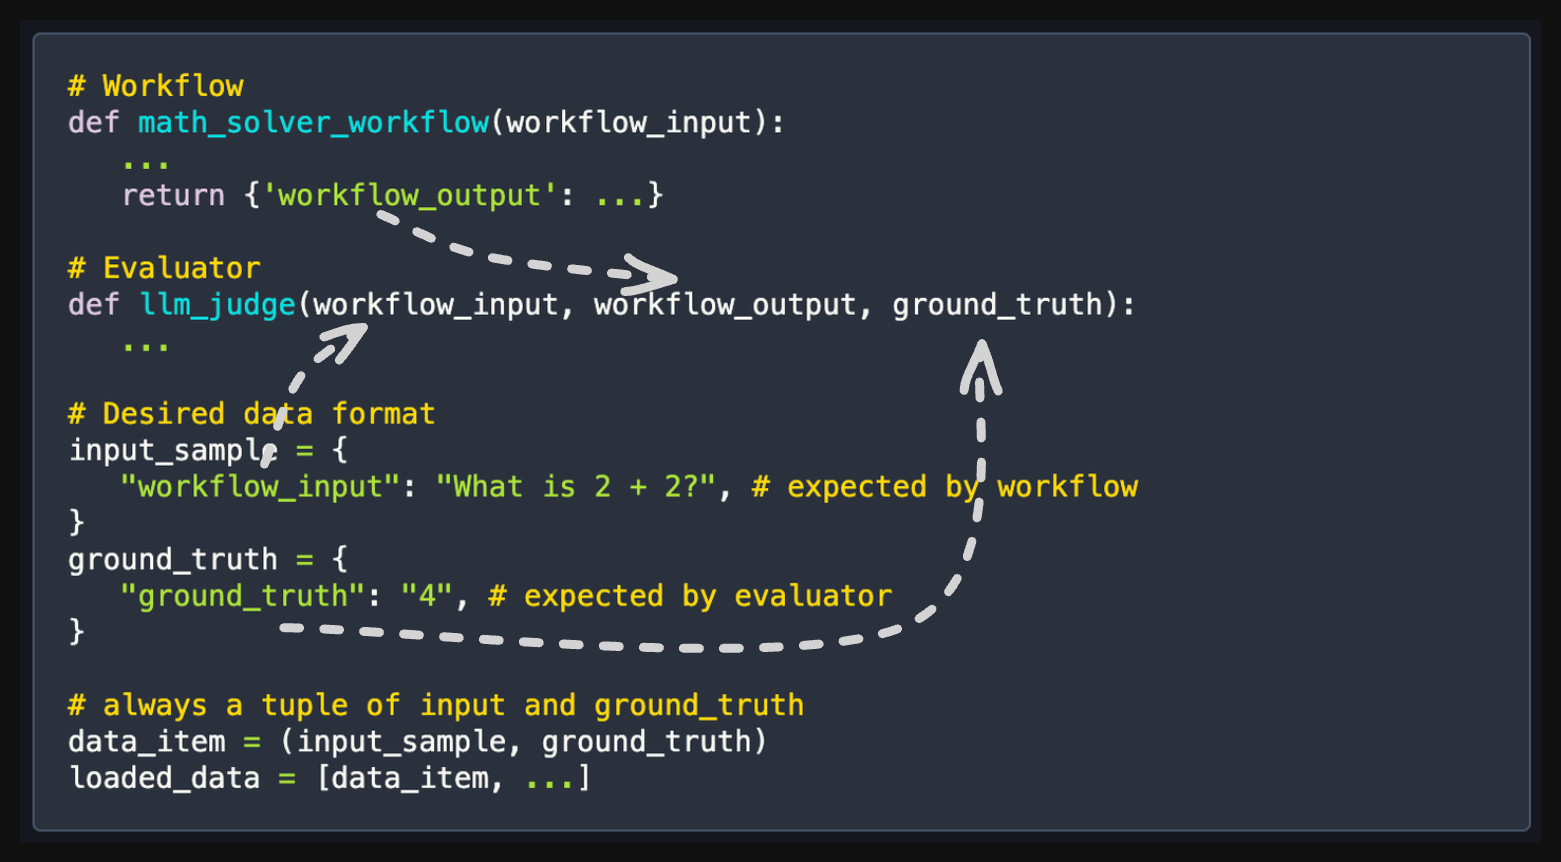 # Workflow
def math_solver_workflow(workflow_input):
   ...
   return {'workflow_output': ...}
# Evaluator
def llm_judge(workflow_input, workflow_output, ground_truth):
   ...
# Desired data format
input_sample = {
   "workflow_input": "What is 2 + 2?", # expected by workflow
}
ground_truth = {
   "ground_truth": "4", # expected by evaluator
}
# always a tuple of input and ground_truth
data_item = (input_sample, ground_truth)
loaded_data = [data_item, ...]